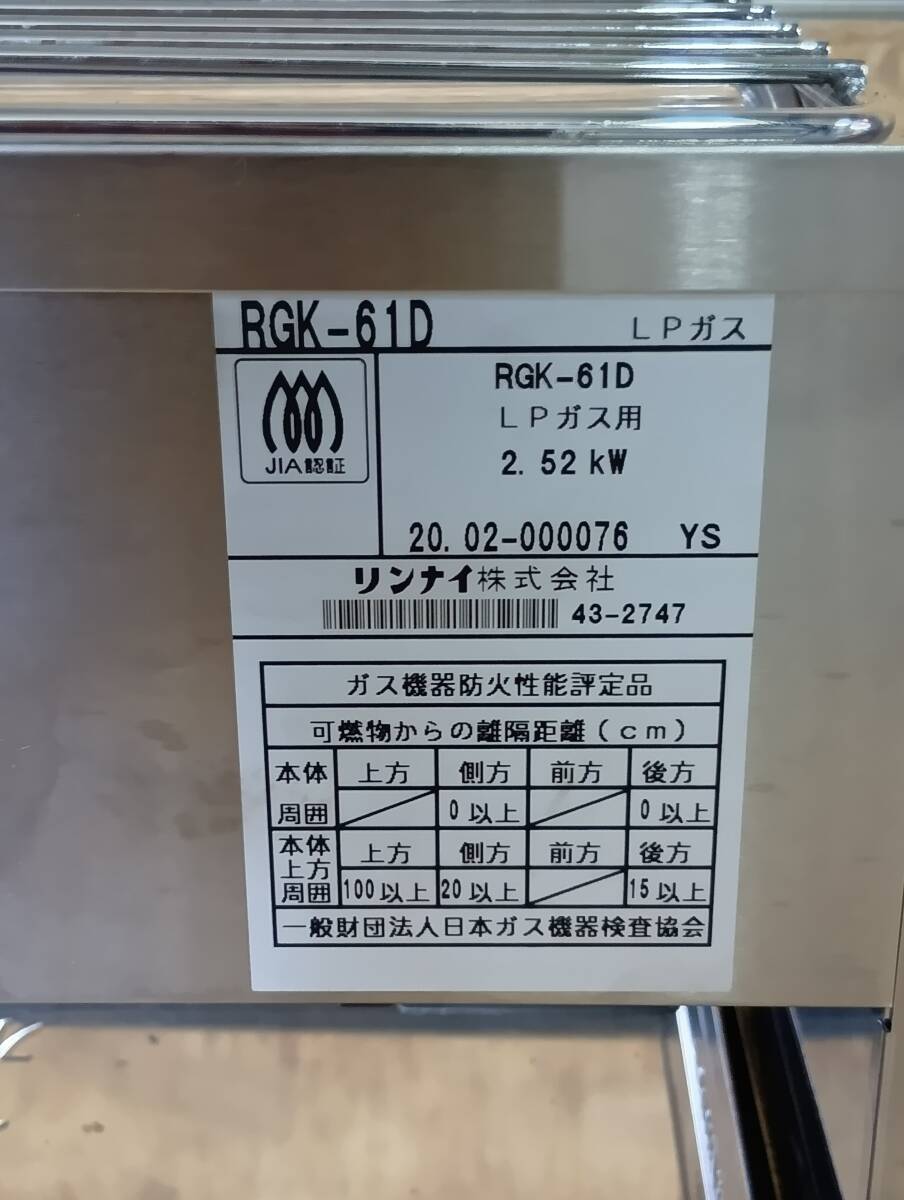 RGK-61D LPガス
JIA認証
RGK-61D
LPガス用
2.52 kW
20.02-000076 YS
リンナイ株式会社
43-2747
ガス機器防火性能評定品
可燃物からの離隔距離(cm)
本体周囲 上方 側方 前方 後方
0以上 0以上
本体上方周囲 上方 側方 前方 後方
100以上 20以上 15以上
一般財団法人日本ガス機器検査協会